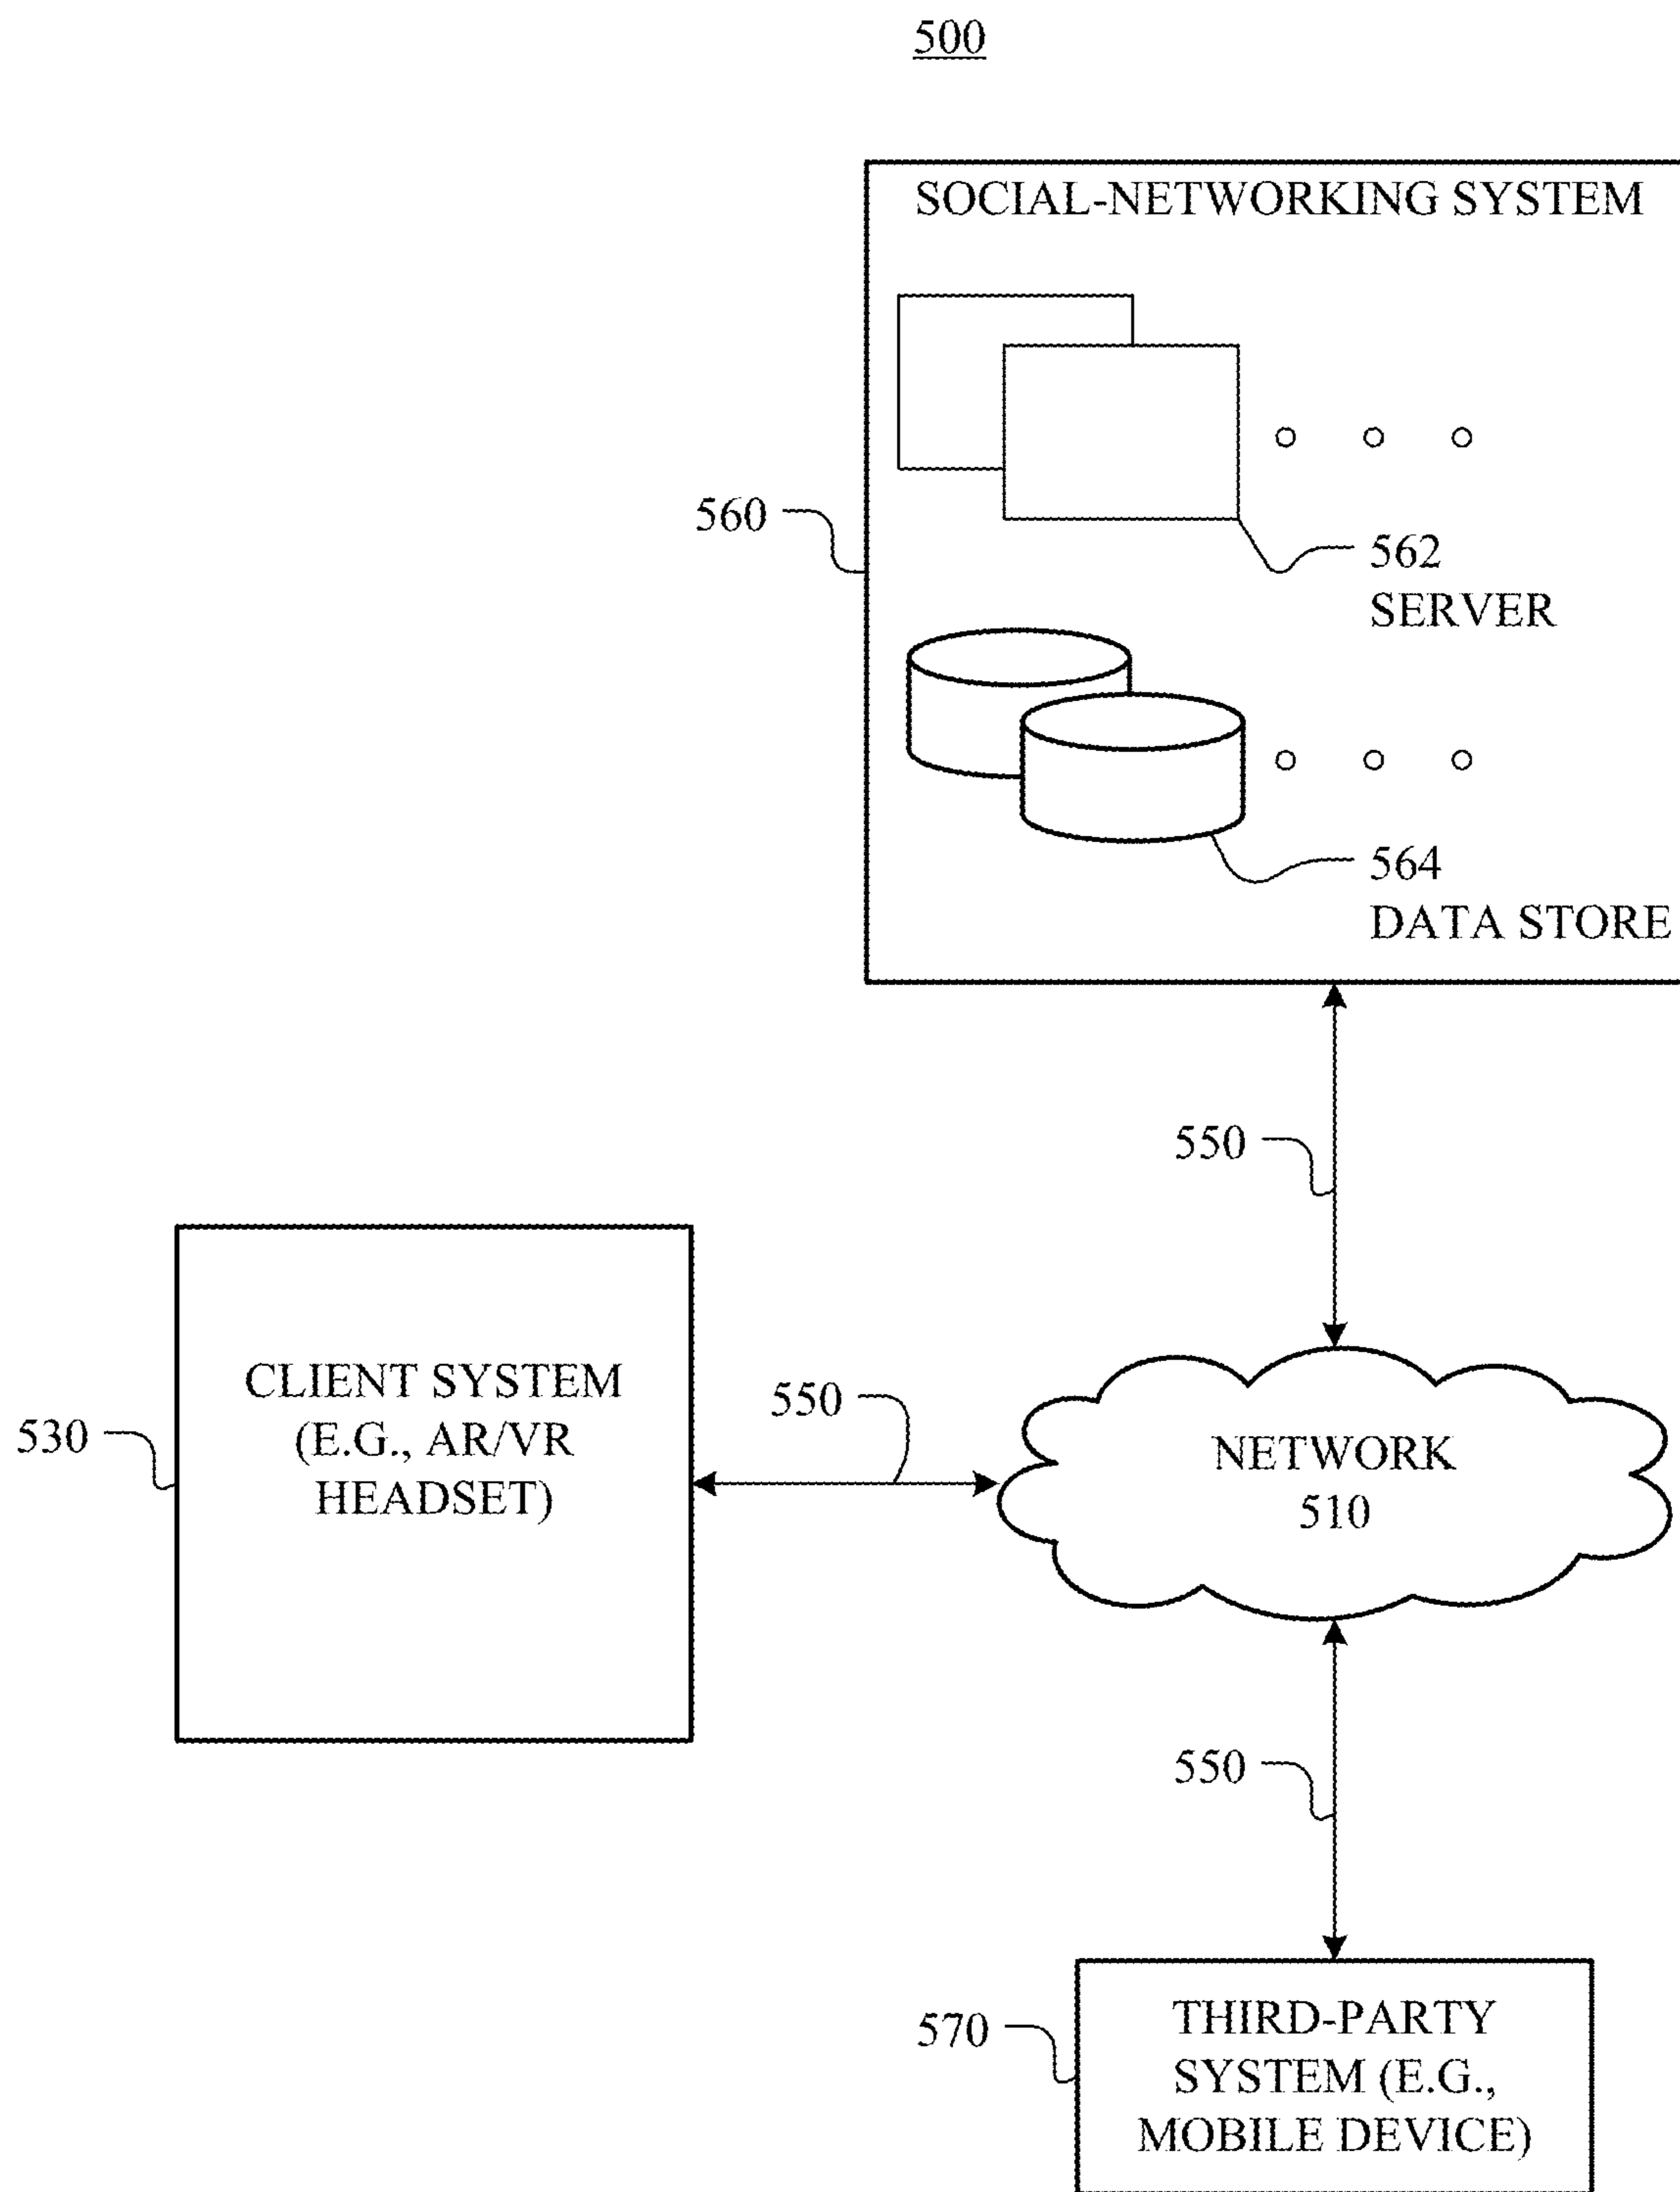 500
SOCIAL-NETWORKING SYSTEM
560
562
SERVER
564
DATA STORE
550
CLIENT SYSTEM
(E.G., AR/VR
HEADSET)
530
550
NETWORK
510
550
570
THIRD-PARTY
SYSTEM (E.G.,
MOBILE DEVICE)